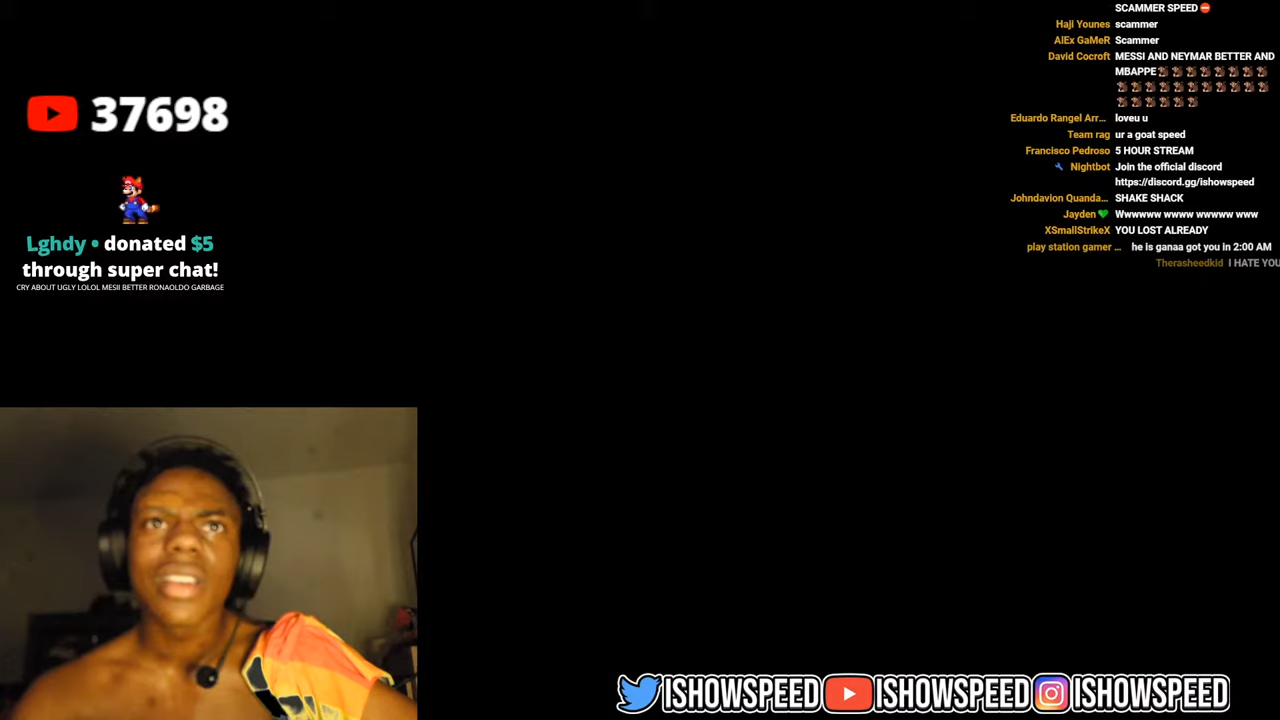 SCAMMER SPEED⛔
Haji Younes scammer
AlEx GaMeR Scammer
David Cocroft MESSI AND NEYMAR BETTER AND
MBAPPE
Eduardo Rangel Arr... loveu u
Team rag ur a goat speed
Francisco Pedroso 5 HOUR STREAM
Nightbot Join the official discord
https://discord.gg/ishowspeed
Johndavion Quanda... SHAKE SHACK
Jayden💚 Wwwwww wwww wwwww www
XSmallStrikeX YOU LOST ALREADY
play station gamer ... he is ganaa got you in 2:00 AM
Therasheedkid I HATE YOU
37698
Lghdy • donated $5
through super chat!
CRY ABOUT UGLY LOLOL MESII BETTER RONAOLDO GARBAGE
ISHOWSPEED ISHOWSPEED ISHOWSPEED